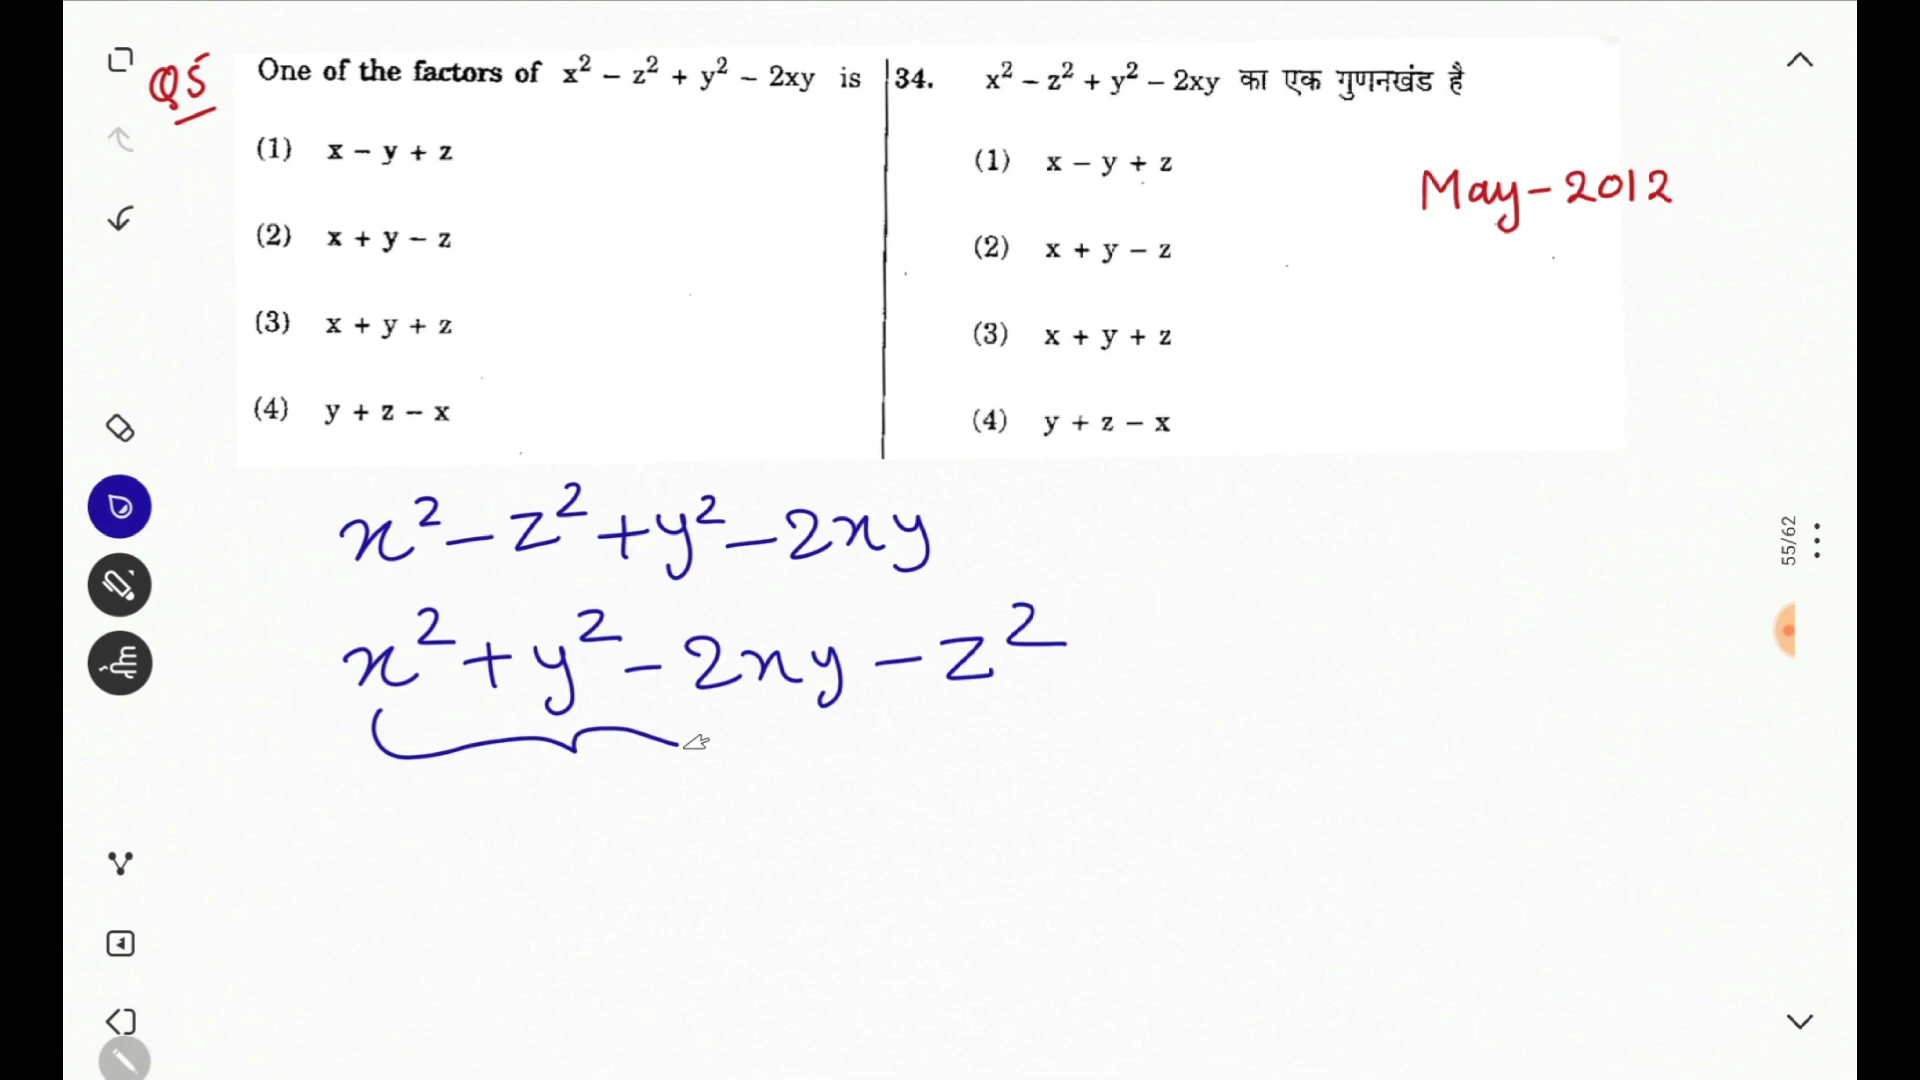 Q5
One of the factors of x² − z² + y² − 2xy is
(1) x − y + z
(2) x + y − z
(3) x + y + z
(4) y + z − x
34. x² − z² + y² − 2xy का एक गुणनखंड है
(1) x − y + z
(2) x + y − z
(3) x + y + z
(4) y + z − x
May-2012
x² − z² + y² − 2xy
x² + y² − 2xy − z²
55/62